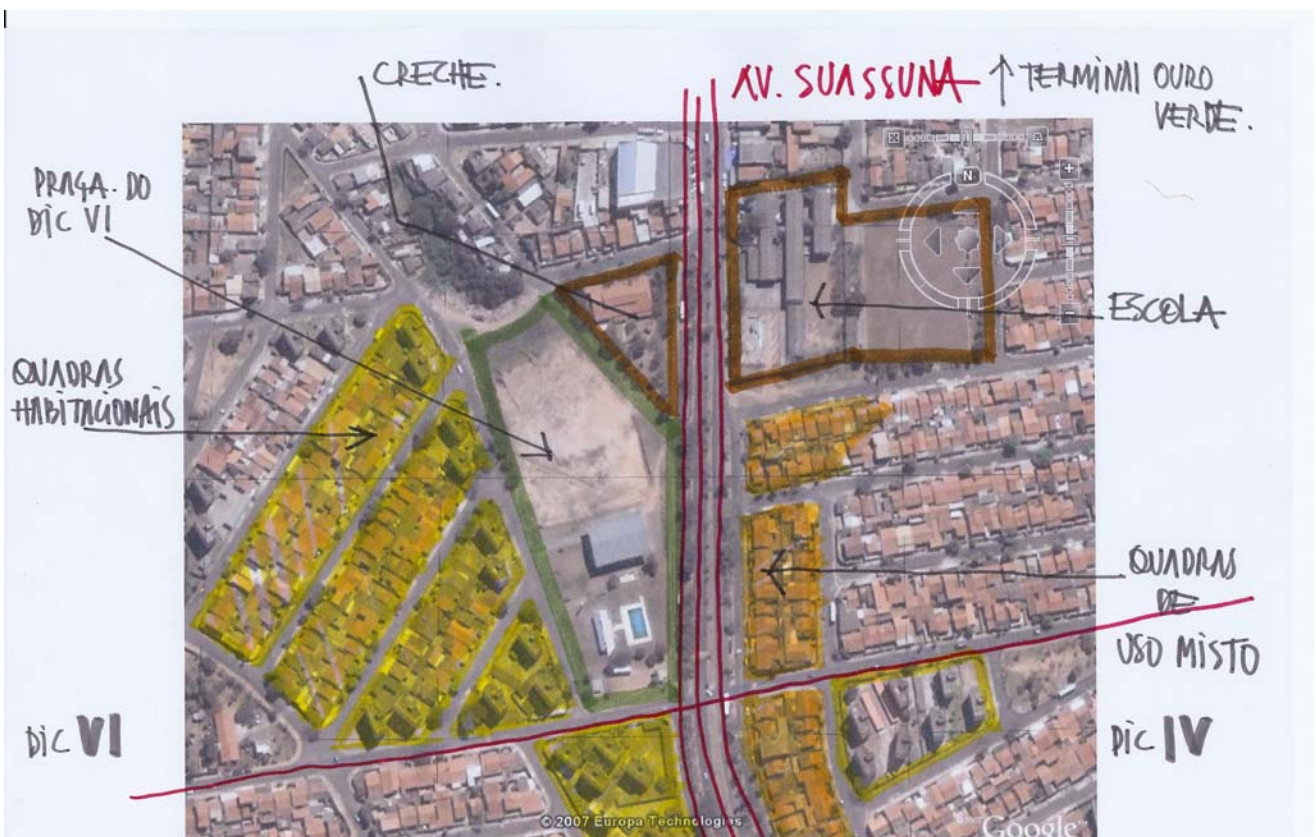 CRECHE.
AV. SUASSUNA ↑ TERMINAL OURO
VERDE.
PRAÇA. DO
DIC VI
N
ESCOLA
QUADRAS
HABITACIONAIS
QUADRAS
DE
USO MISTO
DIC VI
DIC IV
© 2007 Europa Technologies
Google™